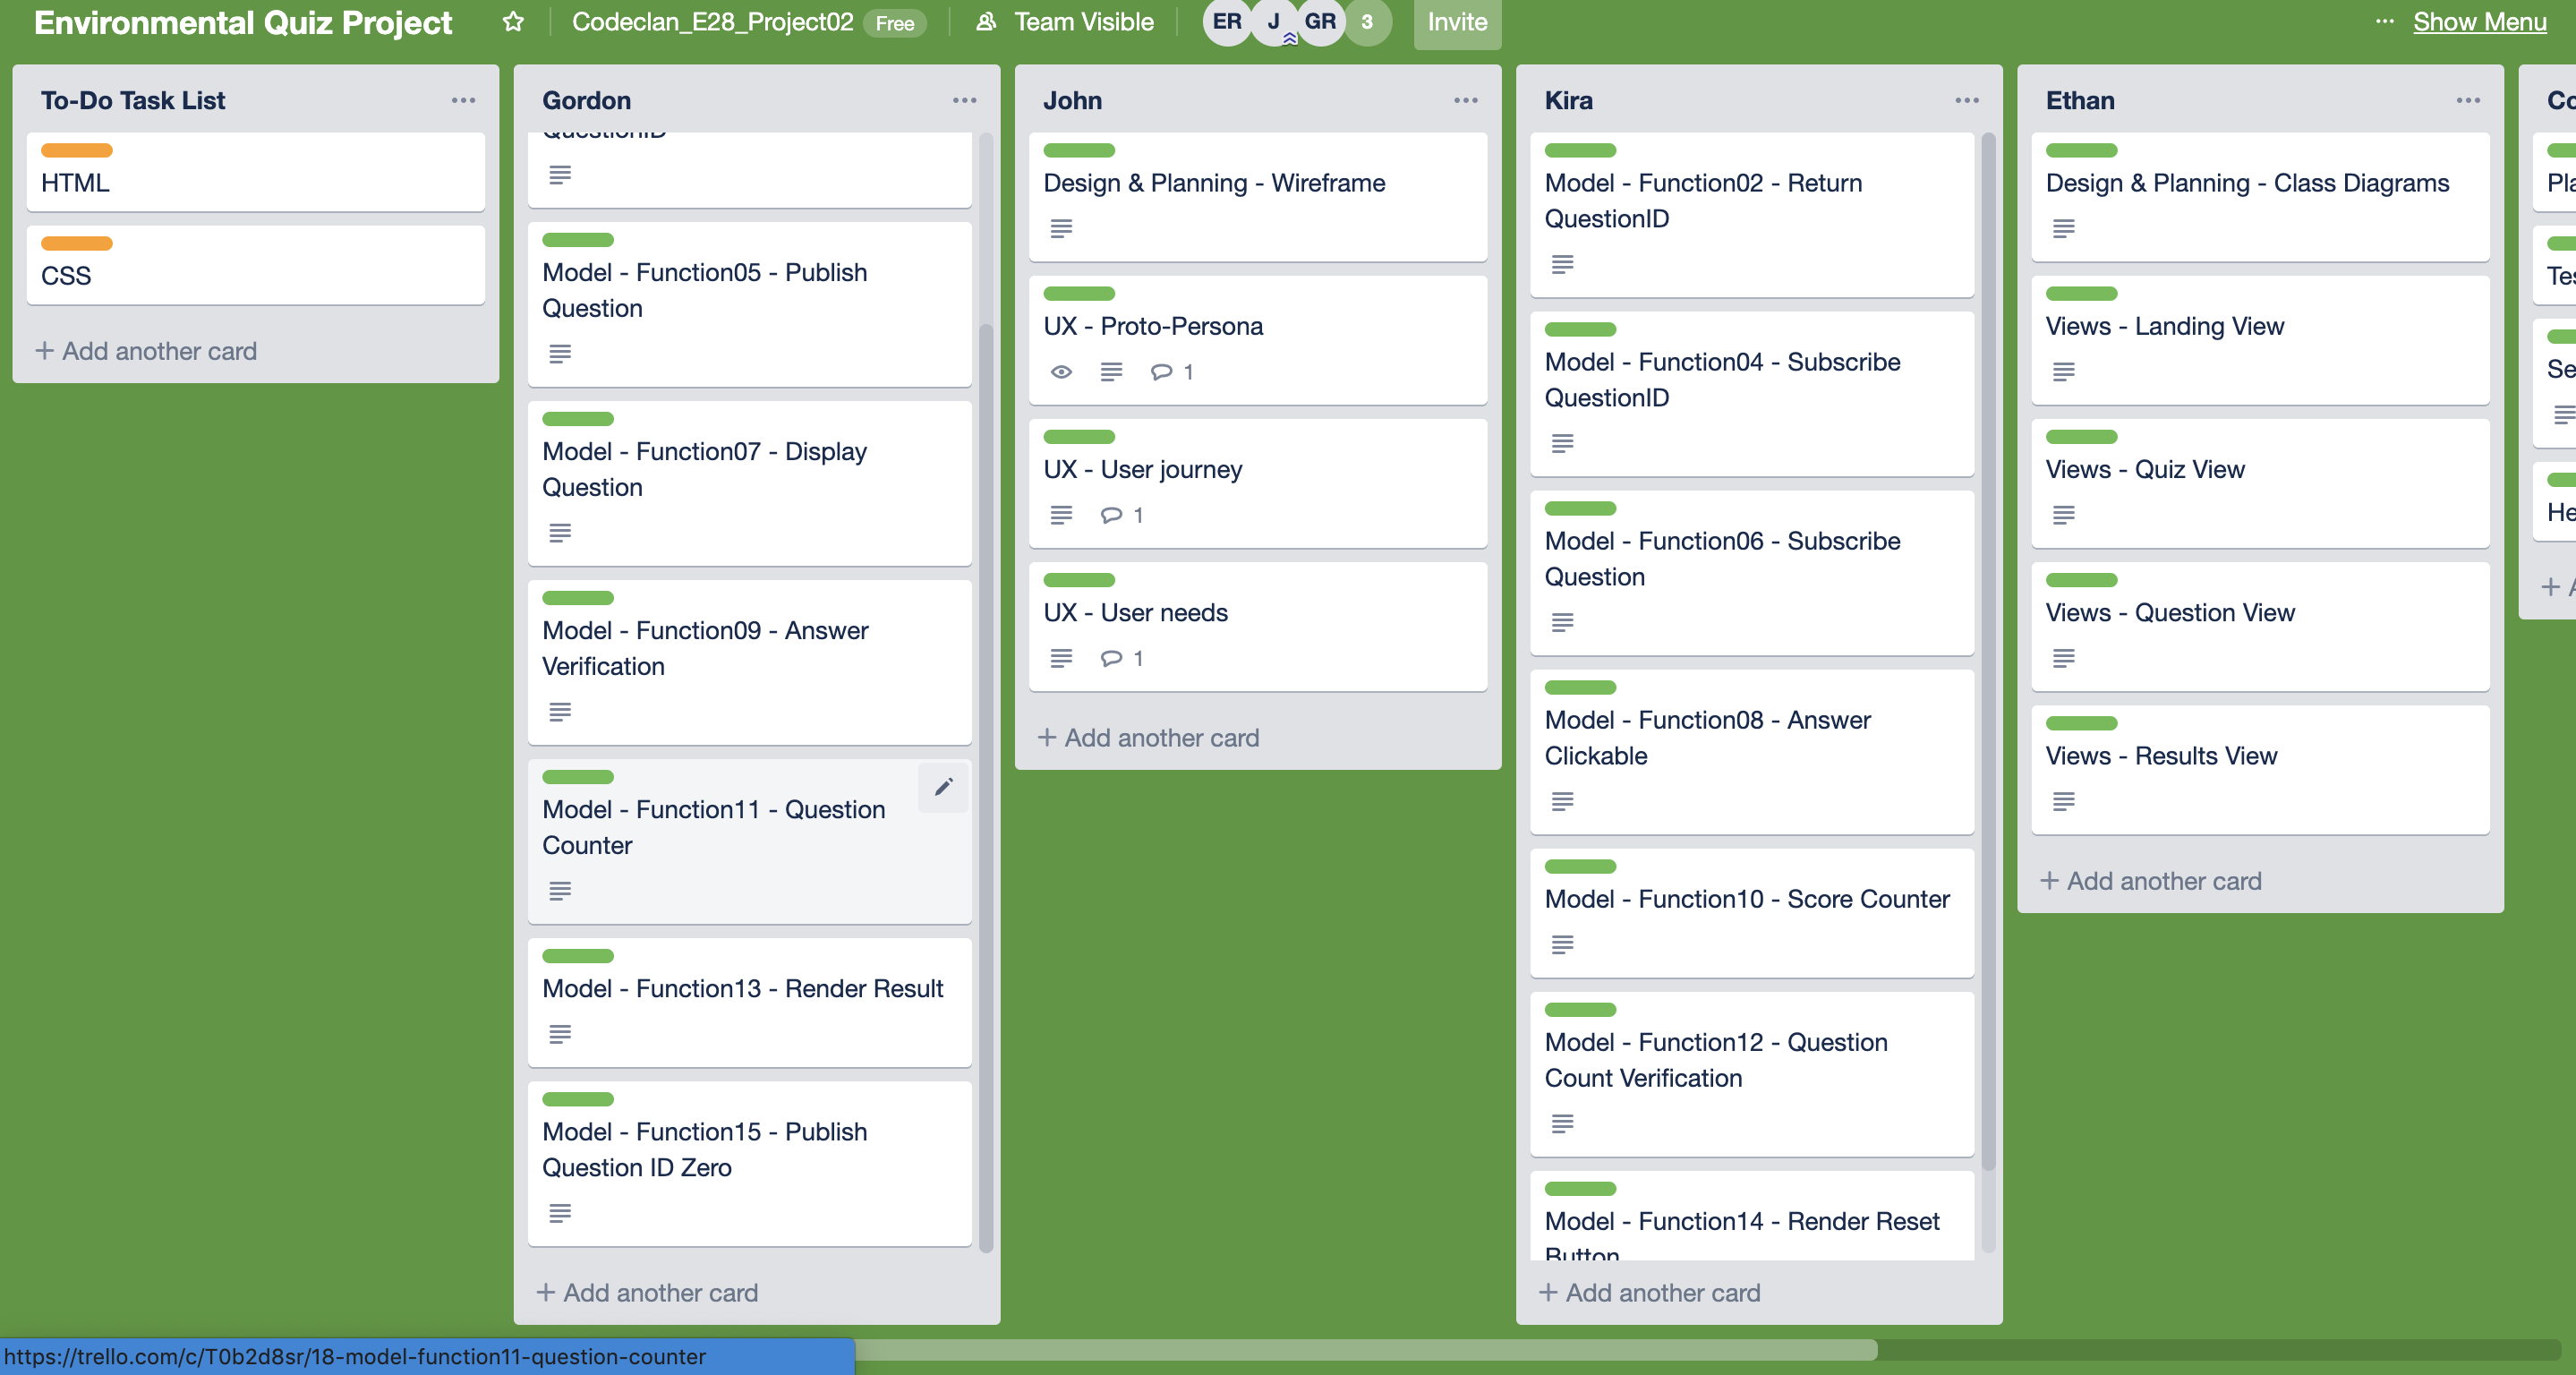 Environmental Quiz Project
Codeclan_E28_Project02 Free
Team Visible
ER J GR 3
Invite
Show Menu
To-Do Task List
HTML
CSS
+ Add another card
Gordon
QuestionID
Model - Function05 - Publish
Question
Model - Function07 - Display
Question
Model - Function09 - Answer
Verification
Model - Function11 - Question
Counter
Model - Function13 - Render Result
Model - Function15 - Publish
Question ID Zero
+ Add another card
John
Design & Planning - Wireframe
UX - Proto-Persona
1
UX - User journey
1
UX - User needs
1
+ Add another card
Kira
Model - Function02 - Return
QuestionID
Model - Function04 - Subscribe
QuestionID
Model - Function06 - Subscribe
Question
Model - Function08 - Answer
Clickable
Model - Function10 - Score Counter
Model - Function12 - Question
Count Verification
Model - Function14 - Render Reset
Button
+ Add another card
Ethan
Design & Planning - Class Diagrams
Views - Landing View
Views - Quiz View
Views - Question View
Views - Results View
+ Add another card
https://trello.com/c/T0b2d8sr/18-model-function11-question-counter